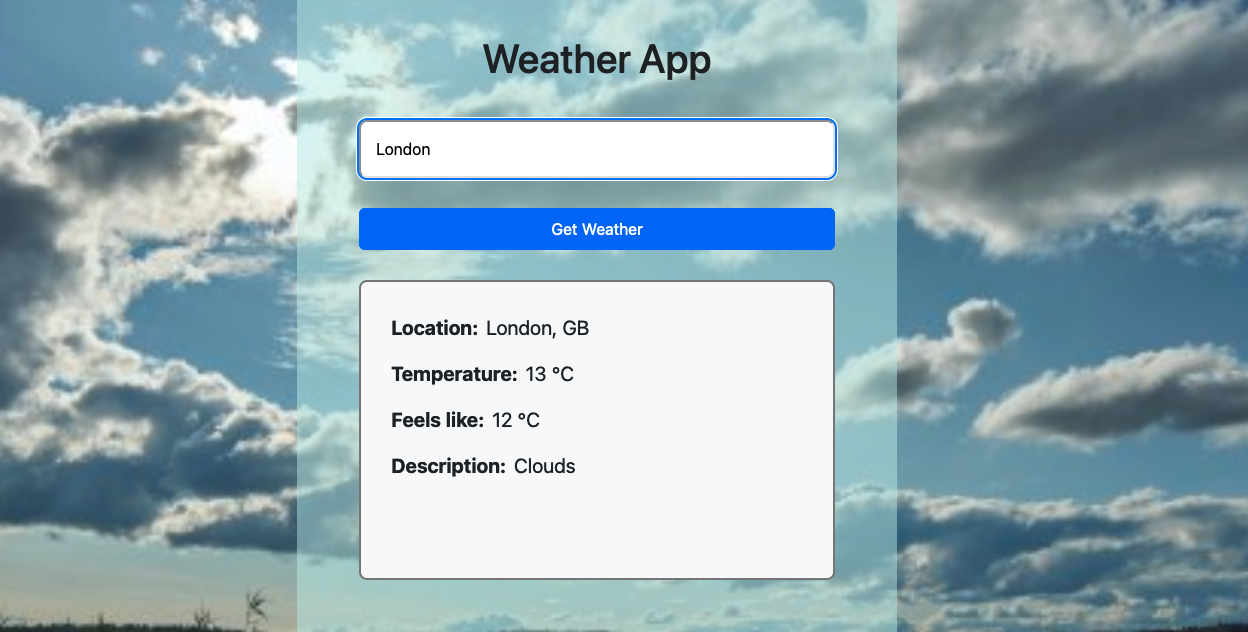 Weather App
London
Get Weather
Location: London, GB
Temperature: 13 °C
Feels like: 12 °C
Description: Clouds